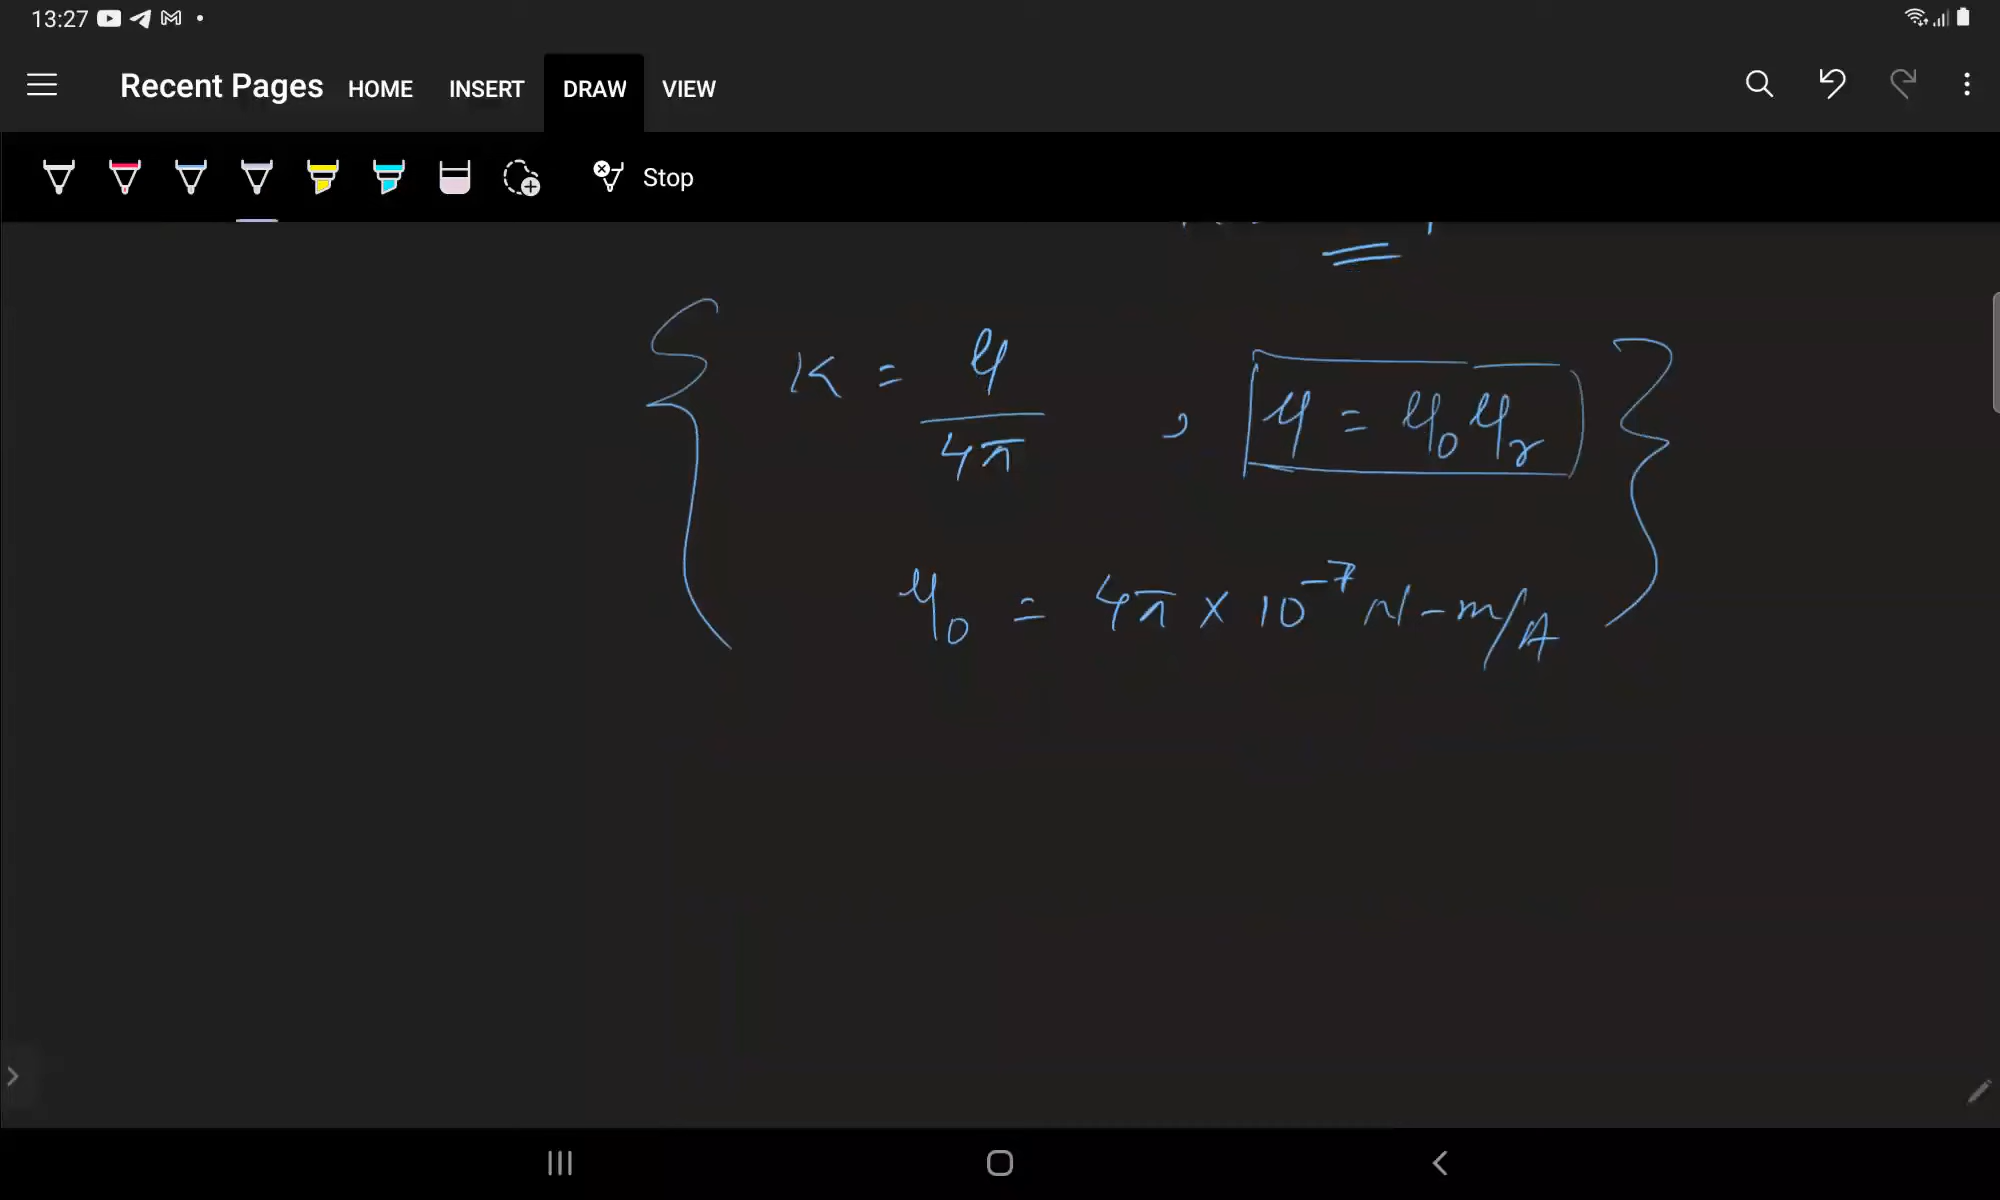 13:27
Recent Pages HOME INSERT DRAW VIEW
Stop
K = μ / 4π , μ = μ₀μᵣ
μ₀ = 4π × 10⁻⁷ N-m/A